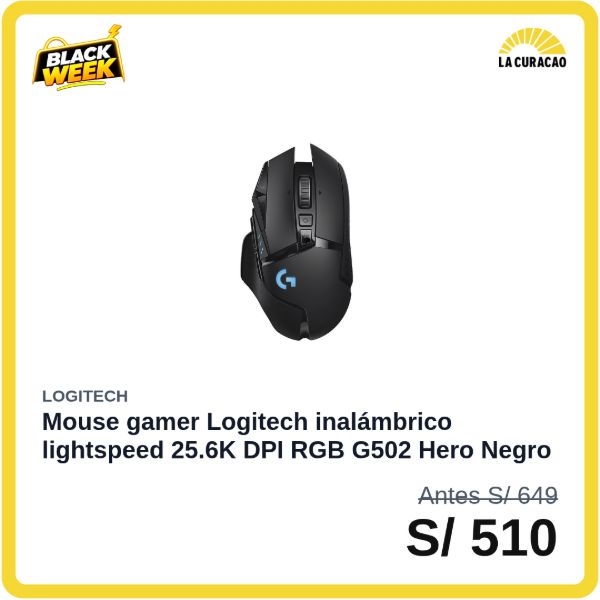 BLACK
WEEK
LA CURACAO
G
LOGITECH
Mouse gamer Logitech inalámbrico
lightspeed 25.6K DPI RGB G502 Hero Negro
Antes S/ 649
S/ 510